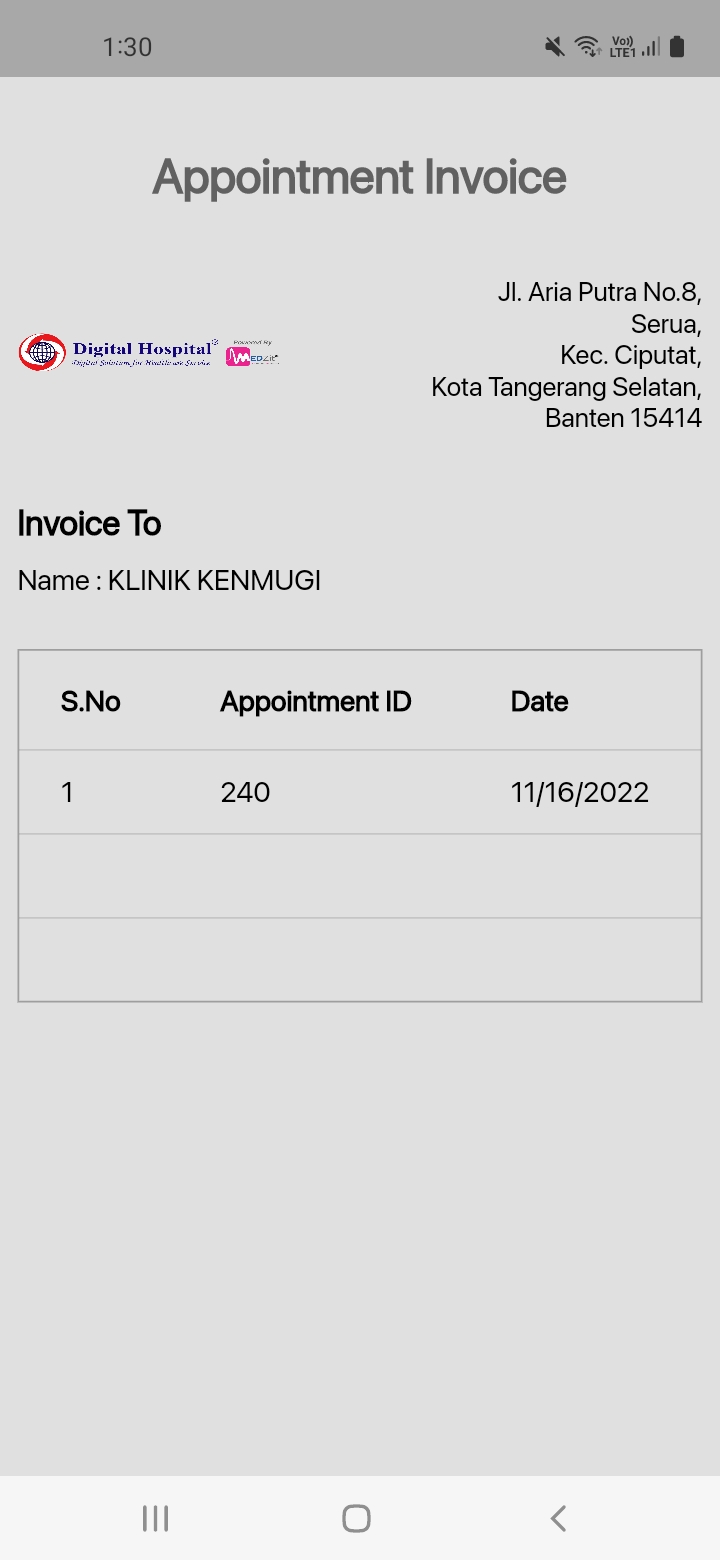 1:30
Vo))
LTE1
Appointment Invoice
Jl. Aria Putra No.8,
Serua,
Kec. Ciputat,
Kota Tangerang Selatan,
Banten 15414
Digital Hospital®
Digital Solutions for Healthcare Service
Powered By
MEDZit
Invoice To
Name : KLINIK KENMUGI
S.No Appointment ID Date
1 240 11/16/2022